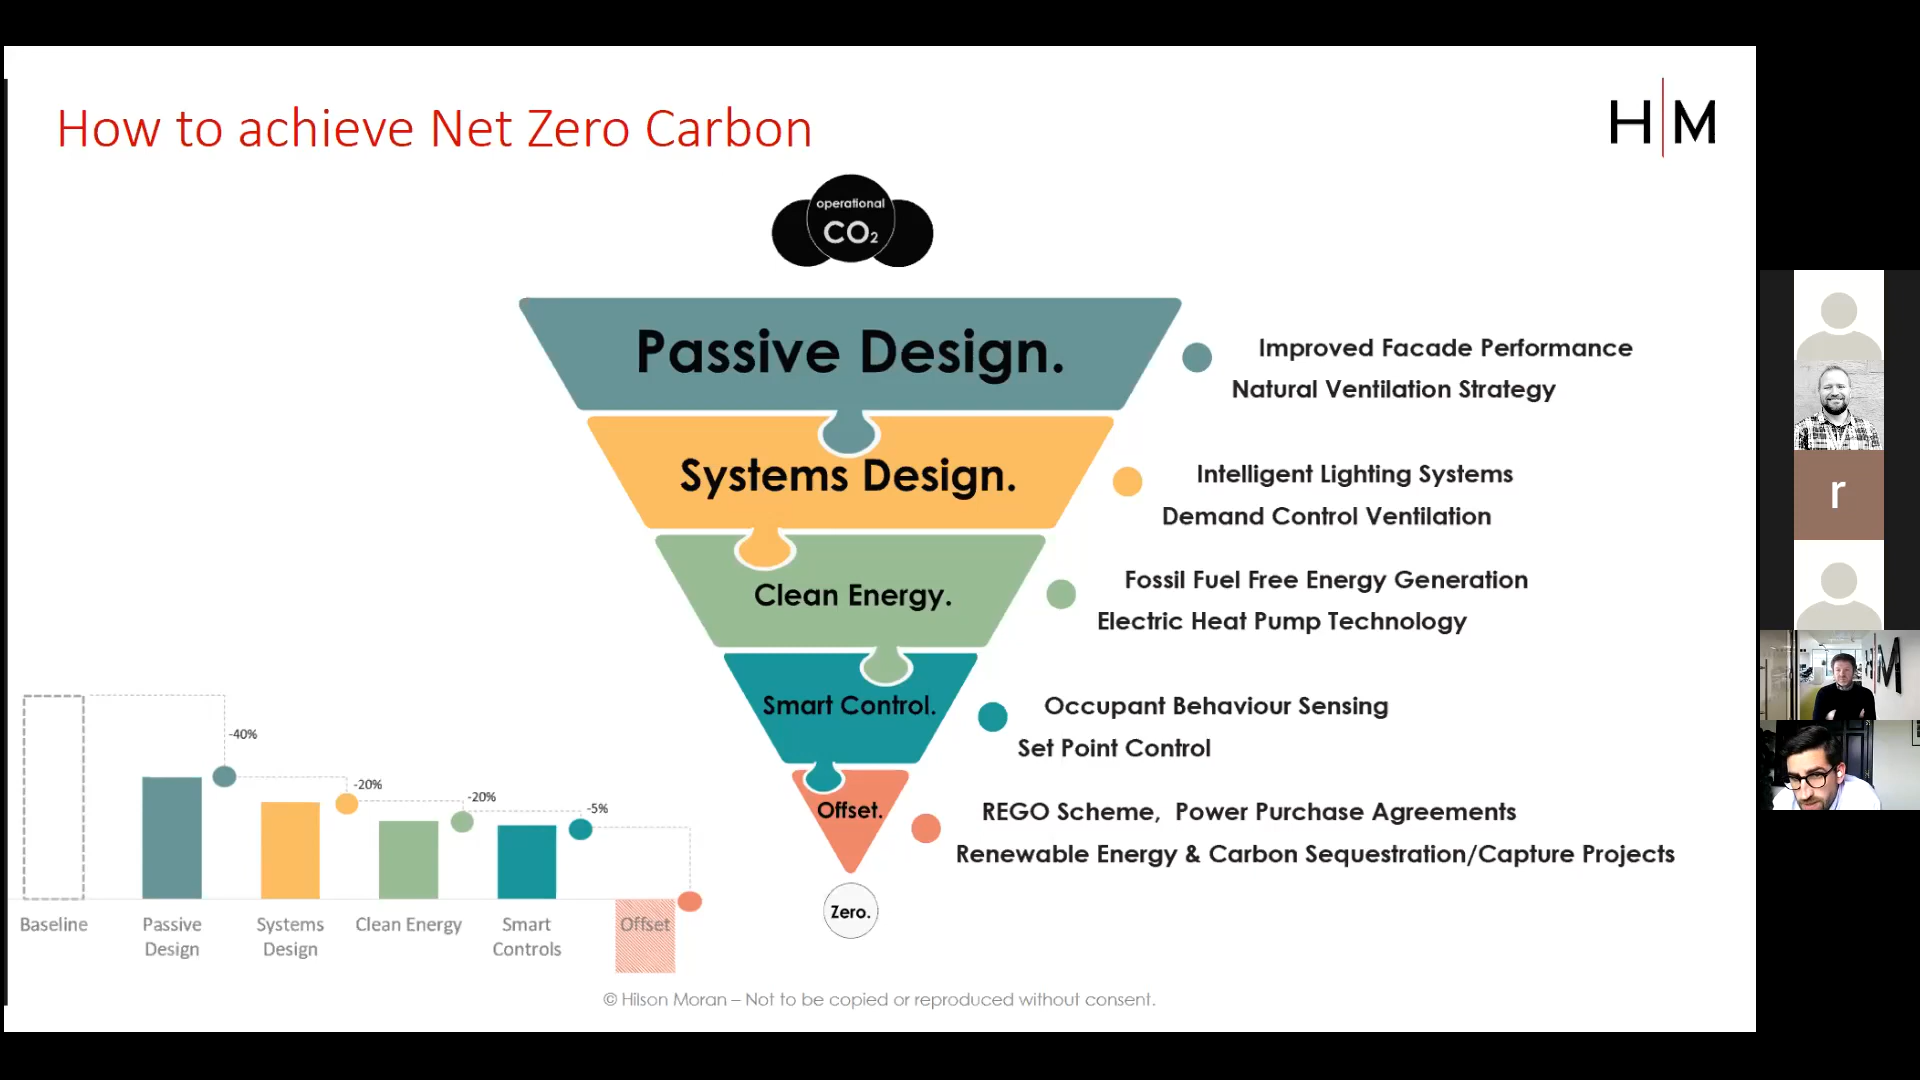 How to achieve Net Zero Carbon
H M
operational
CO₂
Passive Design.
Improved Facade Performance
Natural Ventilation Strategy
Systems Design.
Intelligent Lighting Systems
Demand Control Ventilation
Clean Energy.
Fossil Fuel Free Energy Generation
Electric Heat Pump Technology
Smart Control.
Occupant Behaviour Sensing
Set Point Control
Offset.
REGO Scheme, Power Purchase Agreements
Renewable Energy & Carbon Sequestration/Capture Projects
Zero.
-40%
-20%
-20%
-5%
Baseline
Passive
Design
Systems
Design
Clean Energy
Smart
Controls
Offset
© Hilson Moran – Not to be copied or reproduced without consent.
r
M